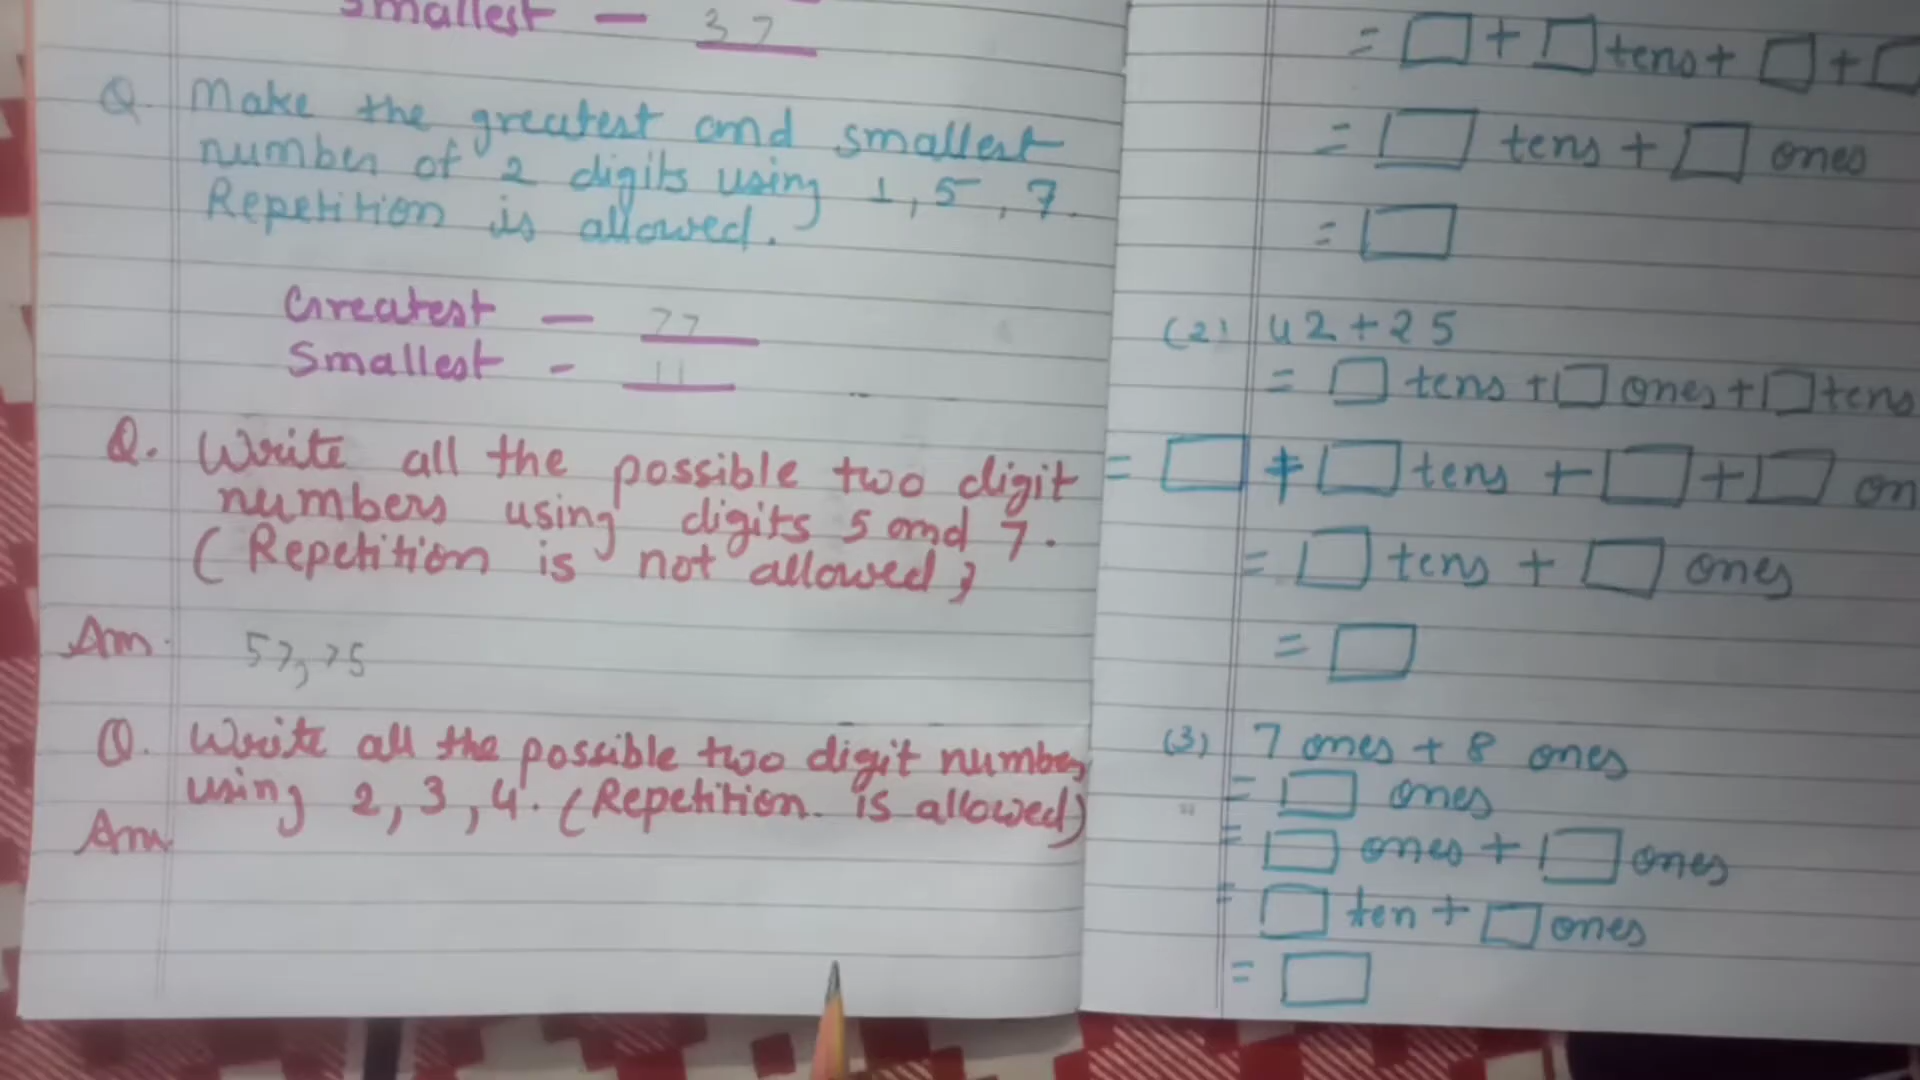 Smallest - 37
Q. Make the greatest and smallest
number of 2 digits using 1, 5, 7.
Repetition is allowed.
Greatest - 77
Smallest - 11
Q. Write all the possible two digit
numbers using digits 5 and 7.
(Repetition is not allowed)
Ans. 57, 75
Q. Write all the possible two digit number
using 2, 3, 4. (Repetition is allowed)
Ans
= □ + □ tens + □ + □
= □ tens + □ ones
= □
(2) 42 + 25
= □ tens + □ ones + □ tens
= □ + □ tens + □ + □ on
= □ tens + □ ones
= □
(3) 7 ones + 8 ones
= □ ones
= □ ones + □ ones
= □ ten + □ ones
= □